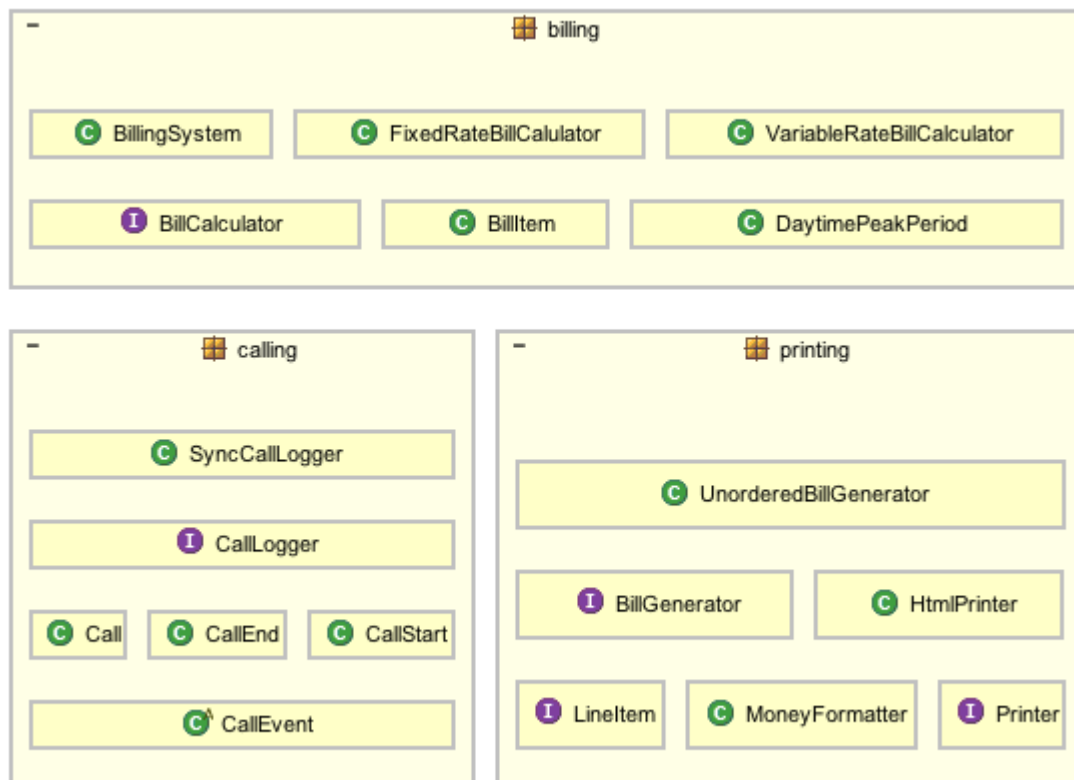 billing
BillingSystem
FixedRateBillCalulator
VariableRateBillCalculator
BillCalculator
BillItem
DaytimePeakPeriod
calling
SyncCallLogger
CallLogger
Call
CallEnd
CallStart
CallEvent
printing
UnorderedBillGenerator
BillGenerator
HtmlPrinter
LineItem
MoneyFormatter
Printer